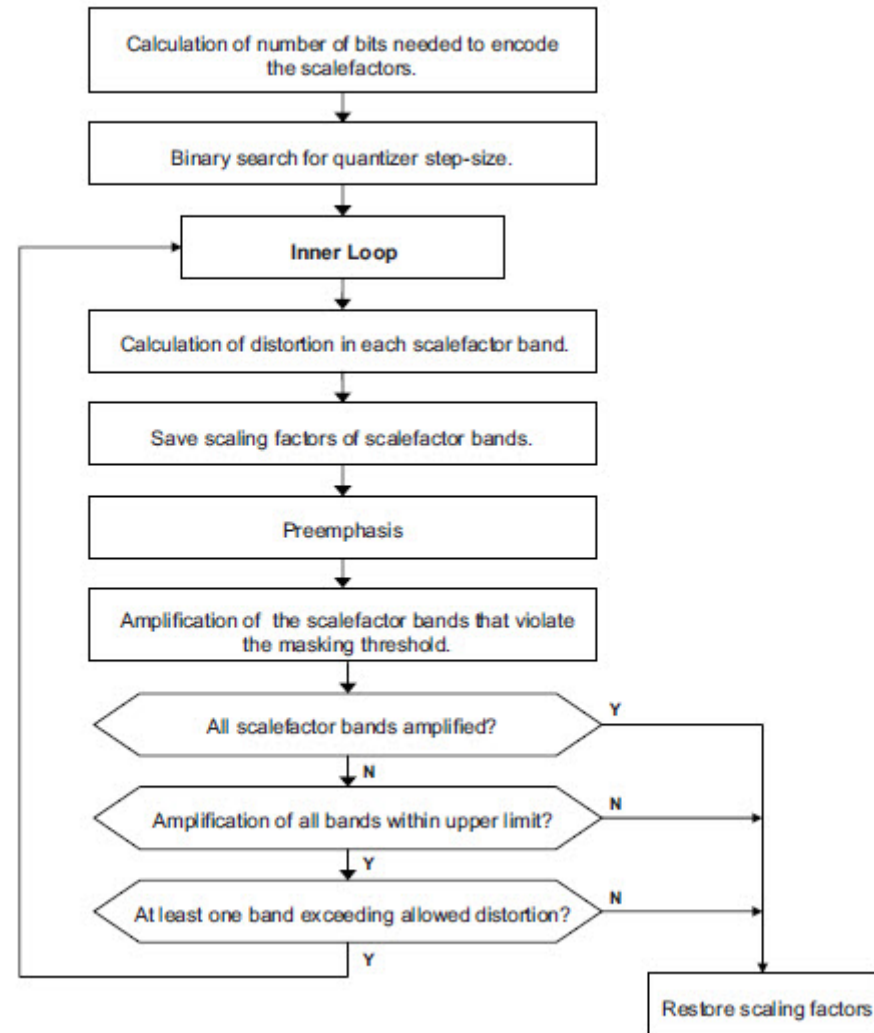 Calculation of number of bits needed to encode
the scalefactors.
Binary search for quantizer step-size.
Inner Loop
Calculation of distortion in each scalefactor band.
Save scaling factors of scalefactor bands.
Preemphasis
Amplification of the scalefactor bands that violate
the masking threshold.
All scalefactor bands amplified?
Y
N
Amplification of all bands within upper limit?
N
Y
At least one band exceeding allowed distortion?
N
Y
Restore scaling factors